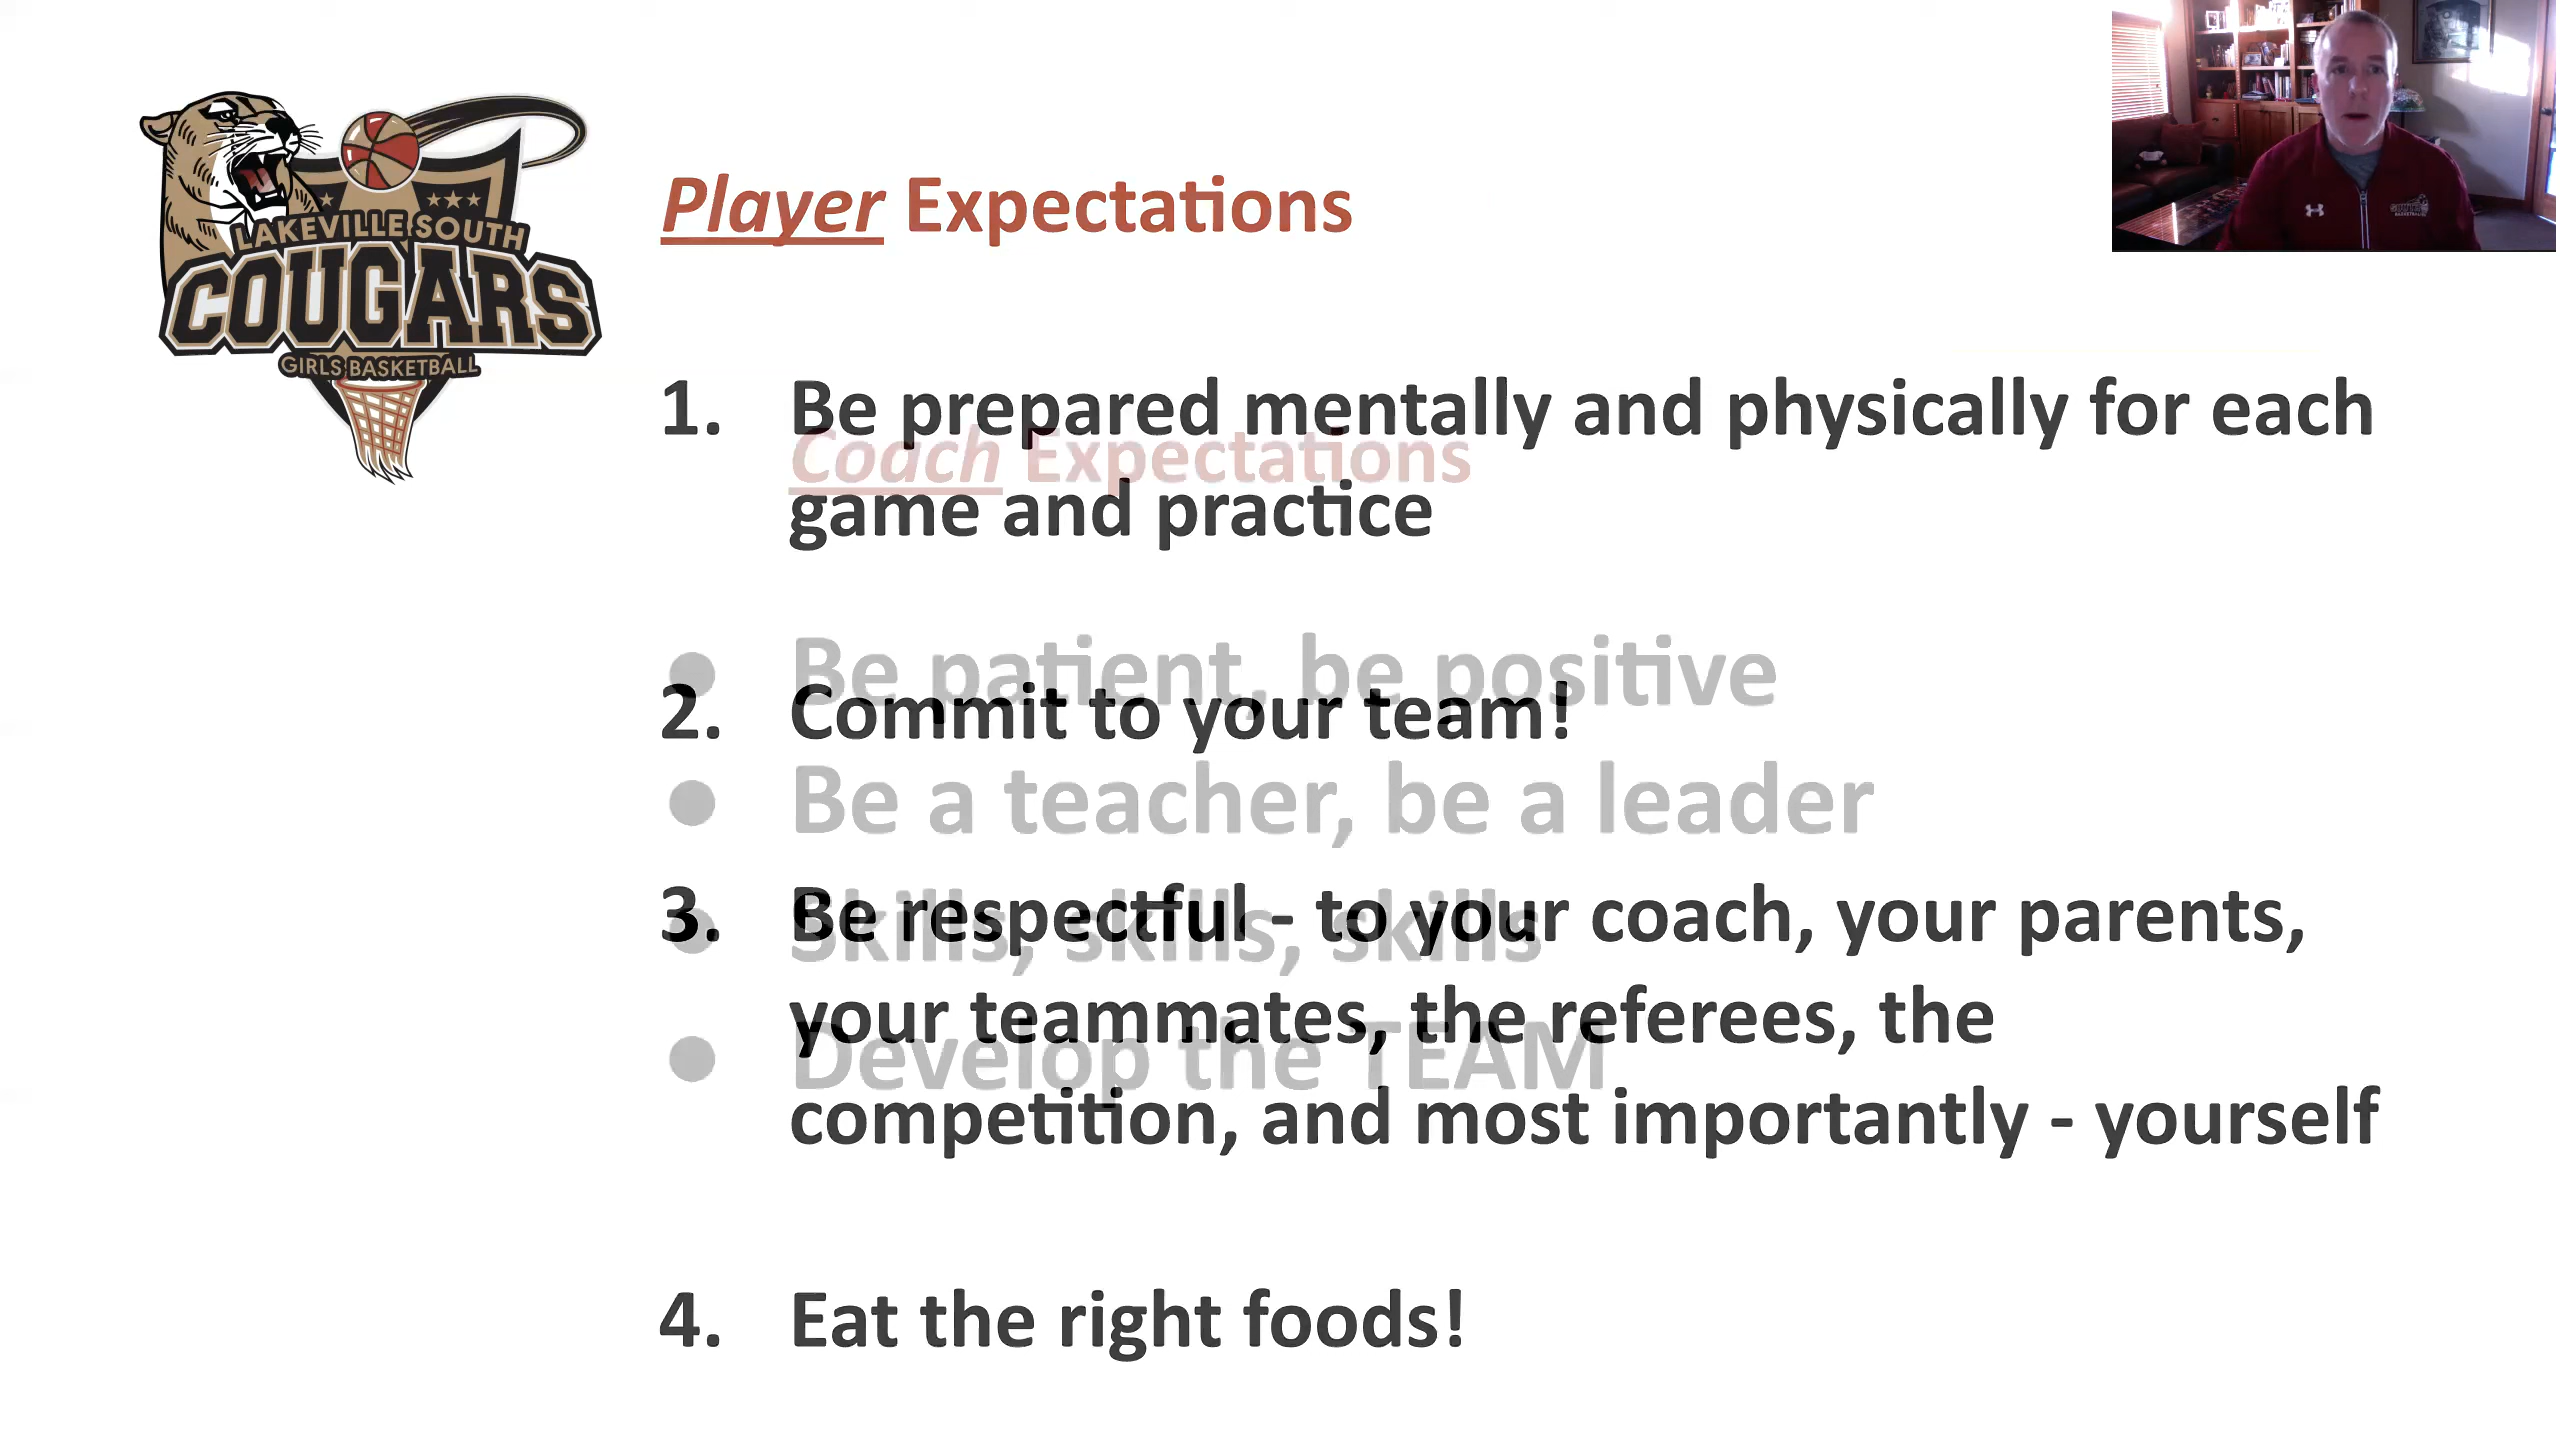 LAKEVILLE SOUTH
COUGARS
GIRLS BASKETBALL
Player Expectations
1. Be prepared mentally and physically for each
Coach Expectations
game and practice
● Be patient, be positive
2. Commit to your team!
● Be a teacher, be a leader
3. Be respectful - to your coach, your parents,
● Skills, skills, skills
your teammates, the referees, the
● Develop the TEAM
competition, and most importantly - yourself
4. Eat the right foods!